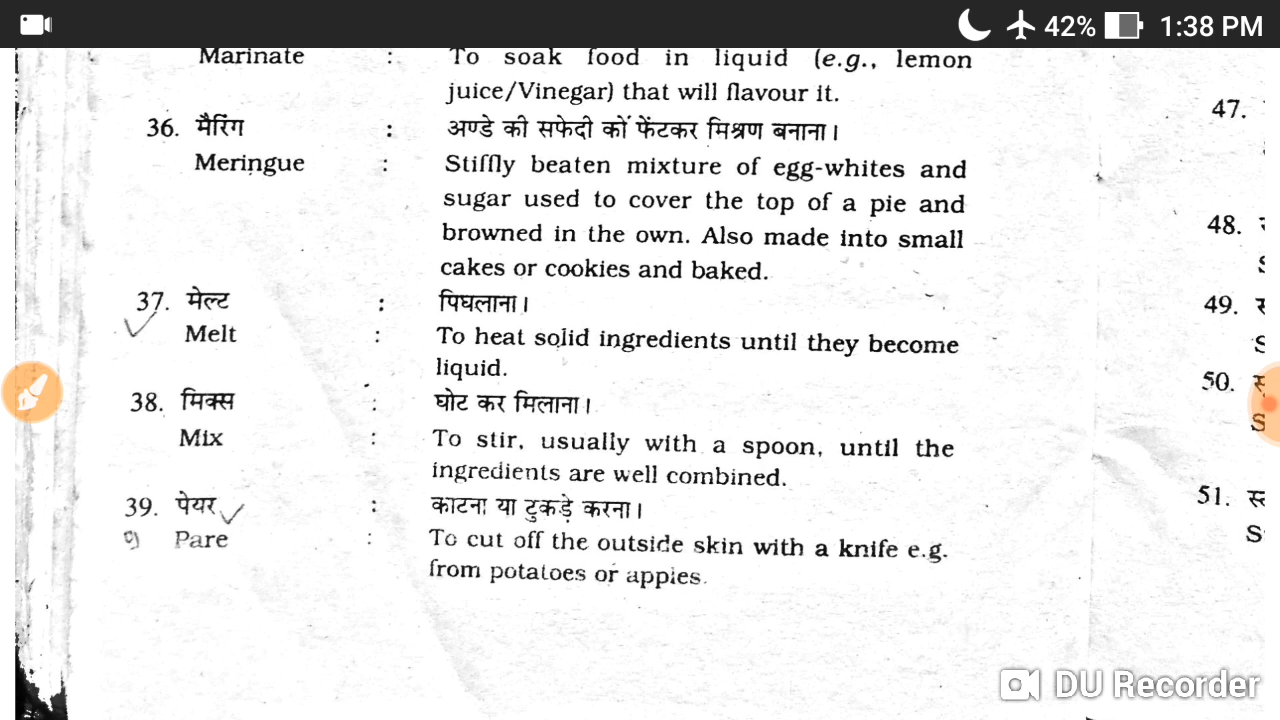 42% 1:38 PM
Marinate : To soak food in liquid (e.g., lemon
juice/Vinegar) that will flavour it.
36. मैरिंग : अण्डे की सफेदी कों फेंटकर मिश्रण बनाना।
Meringue : Stiffly beaten mixture of egg-whites and
sugar used to cover the top of a pie and
browned in the own. Also made into small
cakes or cookies and baked.
37. मेल्ट : पिघलाना।
Melt : To heat solid ingredients until they become
liquid.
38. मिक्स : घोट कर मिलाना।
Mix : To stir, usually with a spoon, until the
ingredients are well combined.
39. पेयर : काटना या टुकड़े करना।
Pare : To cut off the outside skin with a knife e.g.
from potatoes or apples.
47.
48.
S
49.
S
50.
S
51.
S
DU Recorder